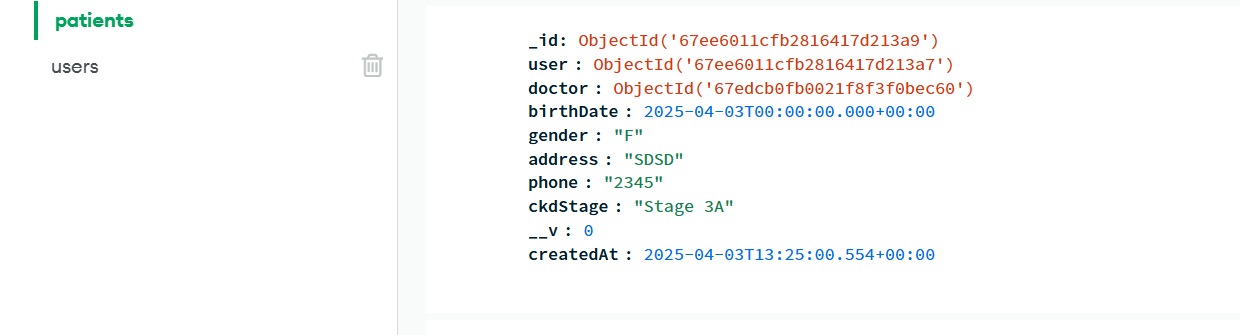 patients
users
_id: ObjectId('67ee6011cfb2816417d213a9')
user : ObjectId('67ee6011cfb2816417d213a7')
doctor : ObjectId('67edcb0fb0021f8f3f0bec60')
birthDate : 2025-04-03T00:00:00.000+00:00
gender : "F"
address : "SDSD"
phone : "2345"
ckdStage : "Stage 3A"
__v : 0
createdAt : 2025-04-03T13:25:00.554+00:00